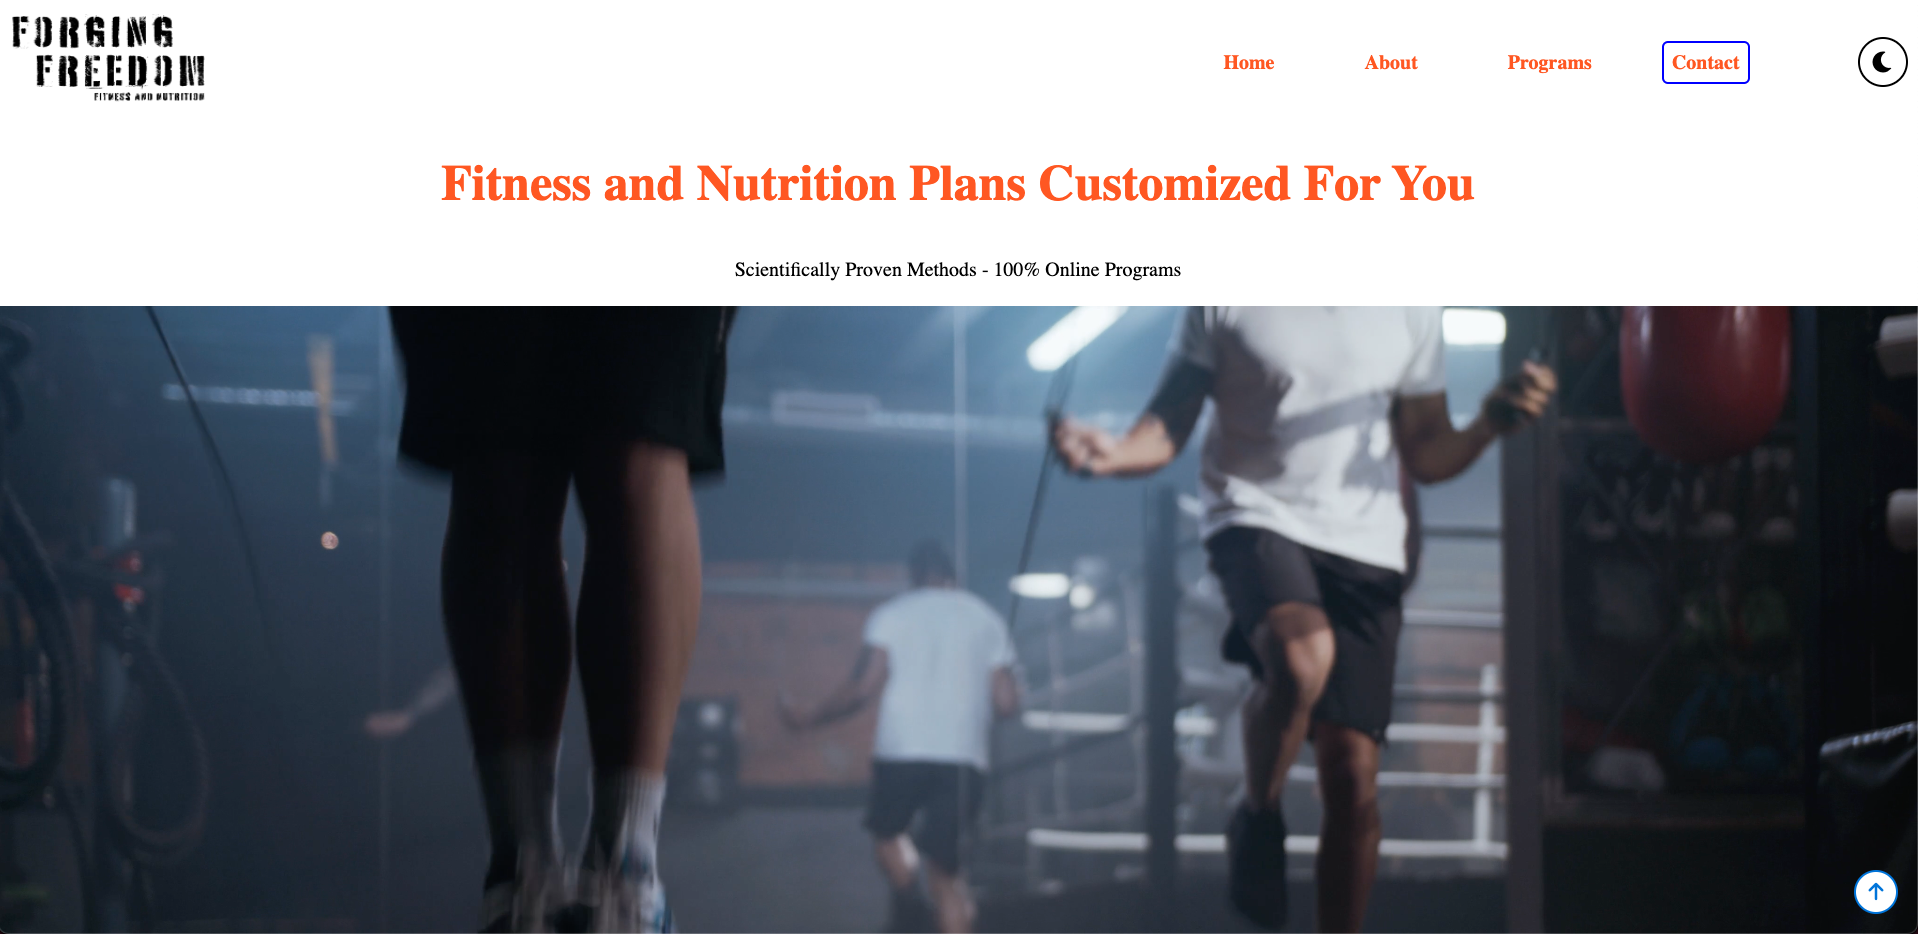 FORGING
FREEDOM
FITNESS AND NUTRITION
Home About Programs Contact
Fitness and Nutrition Plans Customized For You
Scientifically Proven Methods - 100% Online Programs